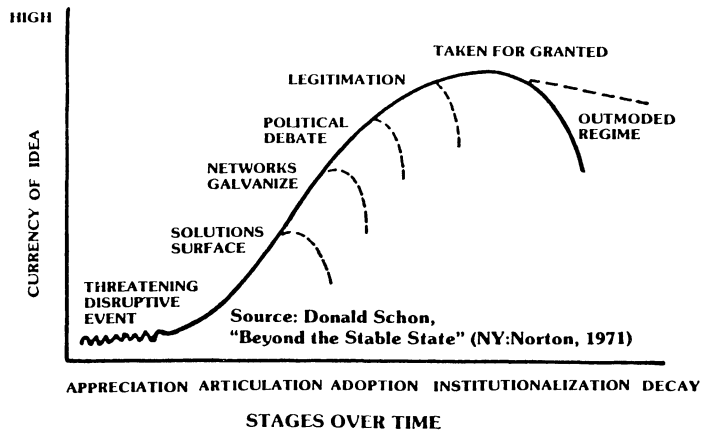 HIGH
TAKEN FOR GRANTED
LEGITIMATION
POLITICAL
DEBATE
OUTMODED
REGIME
NETWORKS
GALVANIZE
SOLUTIONS
SURFACE
THREATENING
DISRUPTIVE
EVENT
CURRENCY OF IDEA
Source: Donald Schon,
"Beyond the Stable State" (NY:Norton, 1971)
APPRECIATION ARTICULATION ADOPTION INSTITUTIONALIZATION DECAY
STAGES OVER TIME